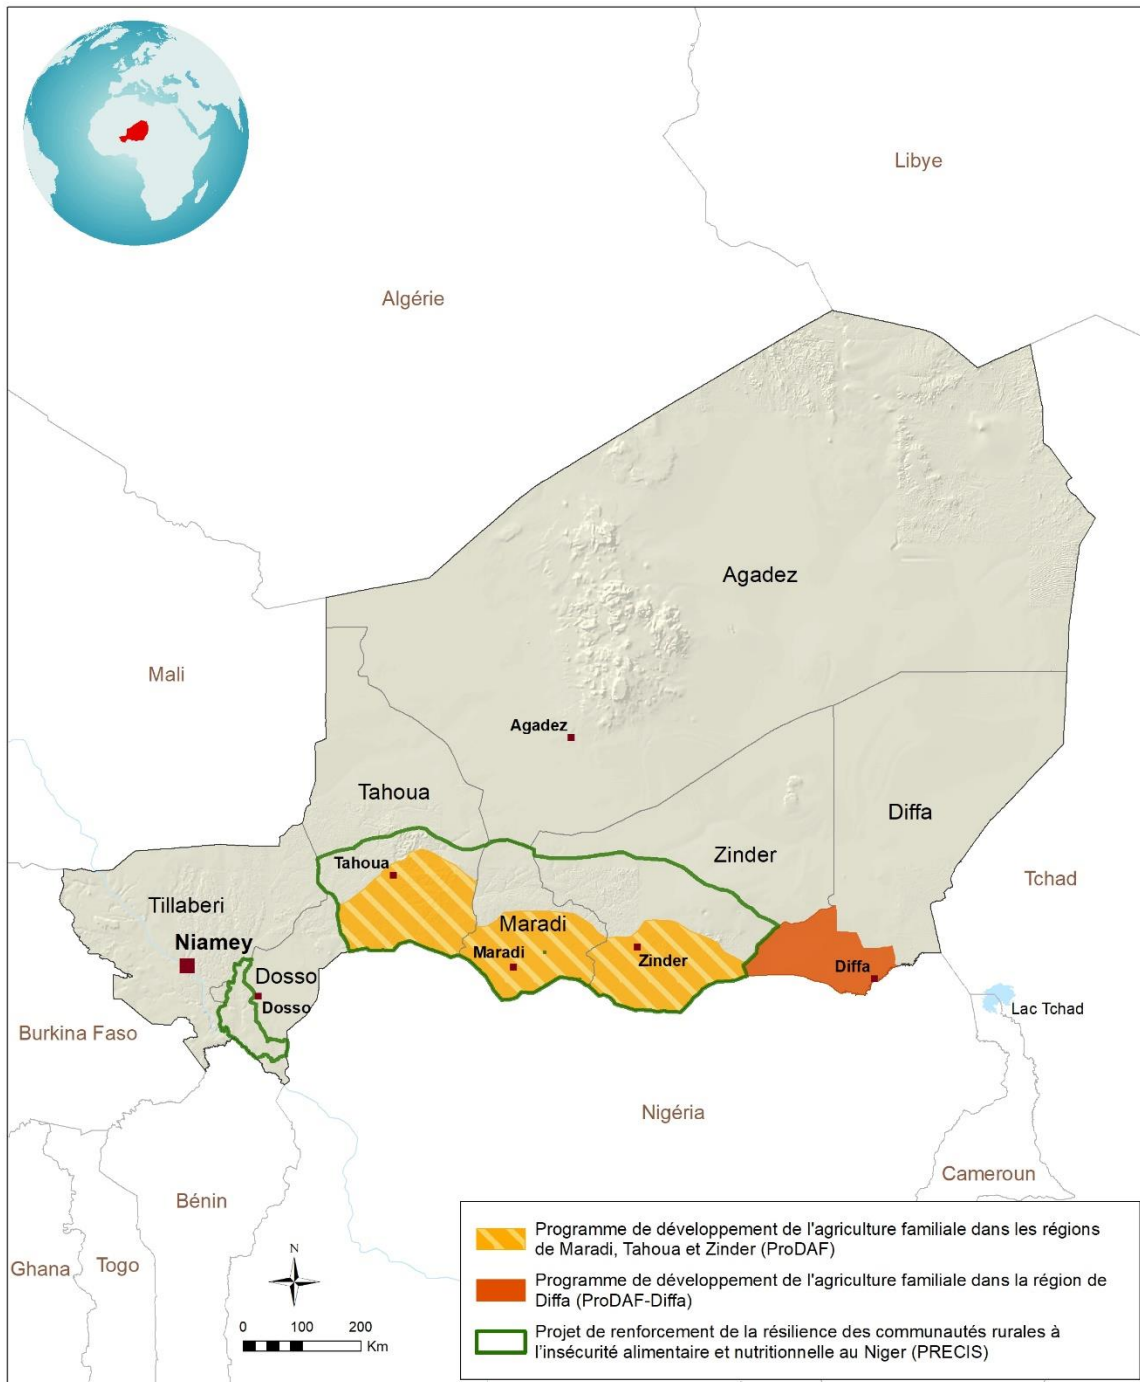 Libye
Algérie
Agadez
Mali
Agadez
Tahoua
Diffa
Zinder
Tahoua
Tchad
Tillaberi
Maradi
Niamey
Maradi
Zinder
Diffa
Dosso
Dosso
Lac Tchad
Burkina Faso
Nigéria
Cameroun
Bénin
Ghana
Togo
N
0 100 200
Km
Programme de développement de l'agriculture familiale dans les régions
de Maradi, Tahoua et Zinder (ProDAF)
Programme de développement de l'agriculture familiale dans la région de
Diffa (ProDAF-Diffa)
Projet de renforcement de la résilience des communautés rurales à
l'insécurité alimentaire et nutritionnelle au Niger (PRECIS)